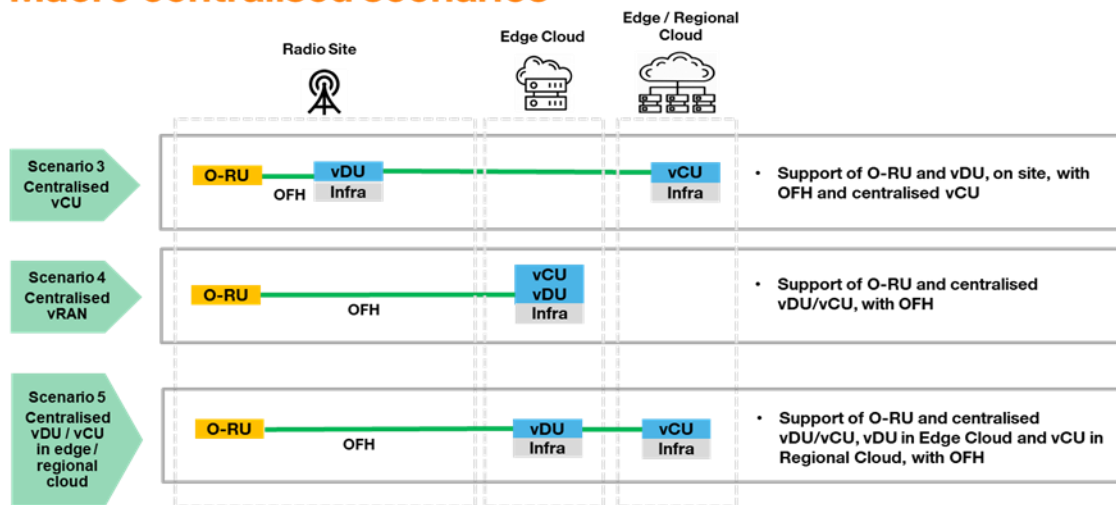 Macro centralised scenarios
Radio Site
Edge Cloud
Edge / Regional
Cloud
Scenario 3
Centralised
vCU
O-RU
OFH
vDU
Infra
vCU
Infra
• Support of O-RU and vDU, on site, with
OFH and centralised vCU
Scenario 4
Centralised
vRAN
O-RU
OFH
vCU
vDU
Infra
• Support of O-RU and centralised
vDU/vCU, with OFH
Scenario 5
Centralised
vDU / vCU
in edge /
regional
cloud
O-RU
OFH
vDU
Infra
vCU
Infra
• Support of O-RU and centralised
vDU/vCU, vDU in Edge Cloud and vCU in
Regional Cloud, with OFH